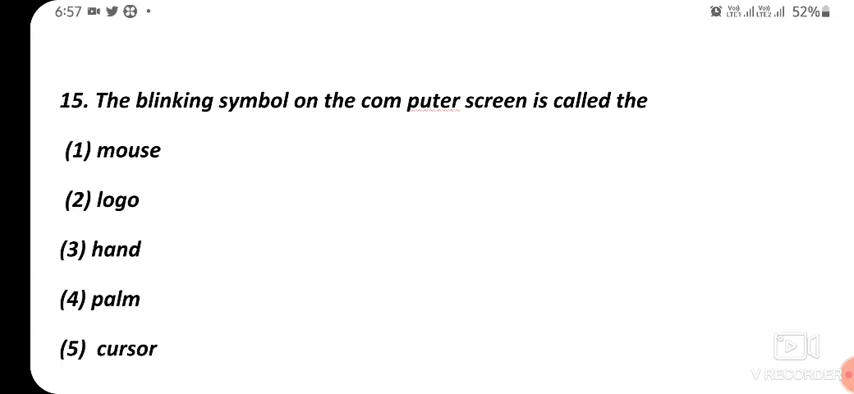 6:57 52%
15. The blinking symbol on the com puter screen is called the
(1) mouse
(2) logo
(3) hand
(4) palm
(5) cursor
V RECORDER